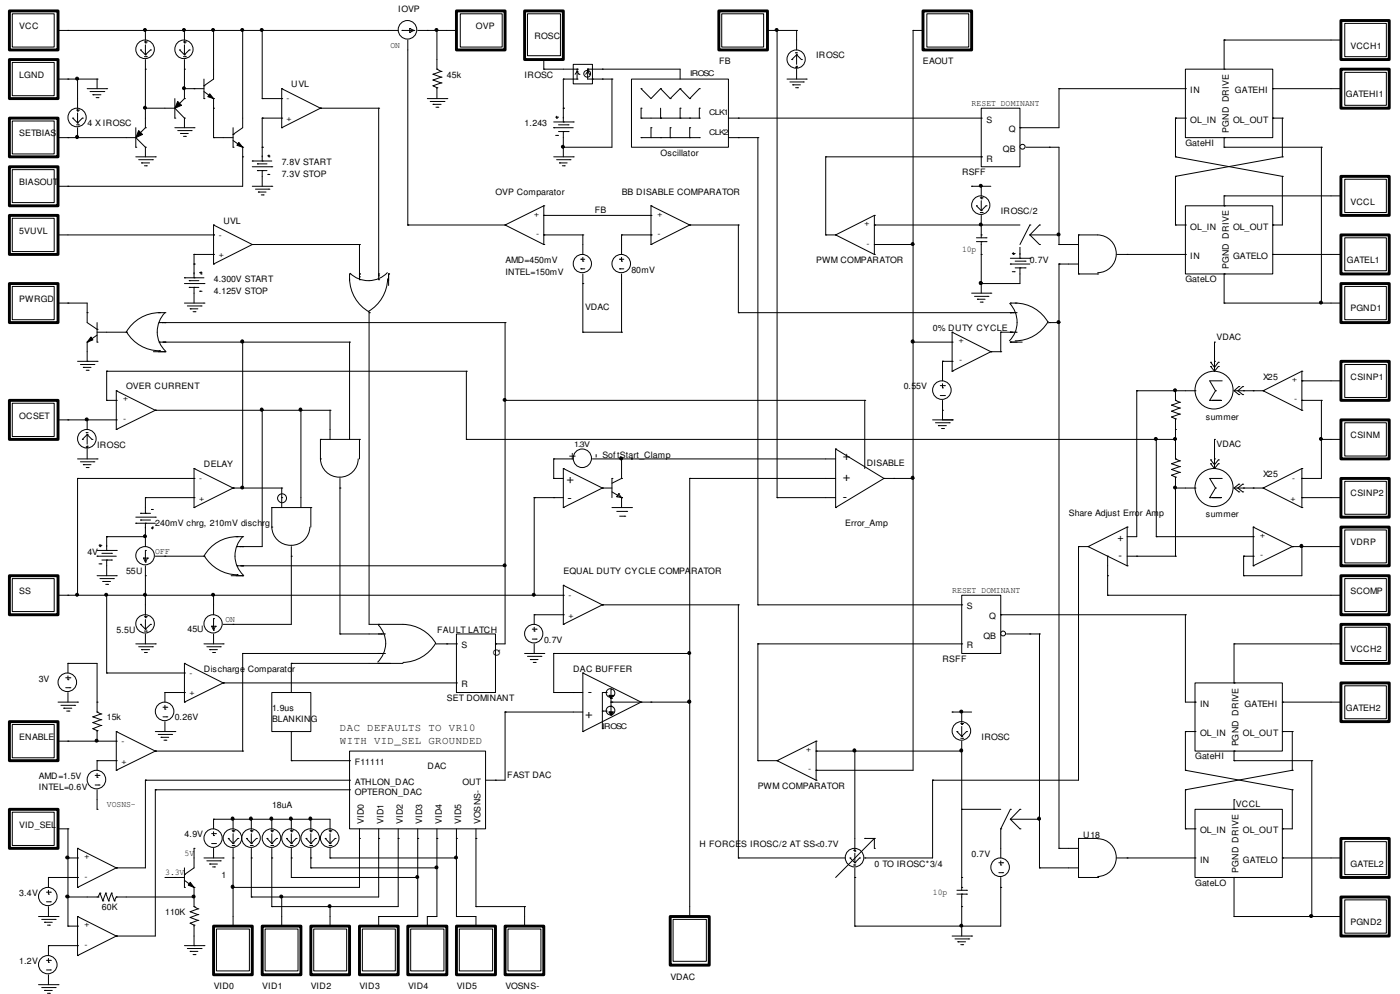 VCC
LGND
SETBIAS
BIASOUT
5VUVL
PWRGD
OCSET
SS
ENABLE
VID_SEL
4 X IROSC
UVL
7.8V START
7.3V STOP
UVL
4.300V START
4.125V STOP
IOVP
ON
OVP
45k
ROSC
IROSC
1.243
IROSC
CLK1
CLK2
Oscillator
FB
IROSC
EAOUT
OVP Comparator
BB DISABLE COMPARATOR
FB
AMD=450mV
INTEL=150mV
80mV
VDAC
RESET DOMINANT
S
Q
QB
R
RSFF
PWM COMPARATOR
IROSC/2
10p
0.7V
0% DUTY CYCLE
0.55V
IN
GATEHI
OL_IN
OL_OUT
PGND DRIVE
GateHI
OL_IN
OL_OUT
IN
GATELO
PGND DRIVE
GateLO
VCCH1
GATEHI1
VCCL
GATEL1
PGND1
OVER CURRENT
IROSC
DELAY
240mV chrg, 210mV dischrg
4V
OFF
55U
5.5U
45U
ON
Discharge Comparator
0.26V
3V
15k
AMD=1.5V
INTEL=0.6V
VOSNS-
FAULT LATCH
S
Q
R
SET DOMINANT
1.9us
BLANKING
1.3V
SoftStart_Clamp
DISABLE
Error_Amp
EQUAL DUTY CYCLE COMPARATOR
0.7V
DAC BUFFER
IROSC
DAC DEFAULTS TO VR10
WITH VID_SEL GROUNDED
F11111
DAC
ATHLON_DAC
OPTERON_DAC
OUT
VID0
VID1
VID2
VID3
VID4
VID5
VOSNS-
FAST DAC
18uA
4.9V
1
5V
3.3V
3.4V
60K
110K
1.2V
VID0
VID1
VID2
VID3
VID4
VID5
VOSNS-
VDAC
VDAC
X25
summer
VDAC
X25
summer
Share Adjust Error Amp
CSINP1
CSINM
CSINP2
VDRP
SCOMP
VCCH2
GATEH2
GATEL2
PGND2
RESET DOMINANT
S
Q
QB
R
RSFF
PWM COMPARATOR
IROSC
H FORCES IROSC/2 AT SS<0.7V
0 TO IROSC*3/4
0.7V
10p
U18
IN
GATEHI
OL_IN
OL_OUT
PGND DRIVE
GateHI
VCCL
OL_IN
OL_OUT
IN
GATELO
PGND DRIVE
GateLO